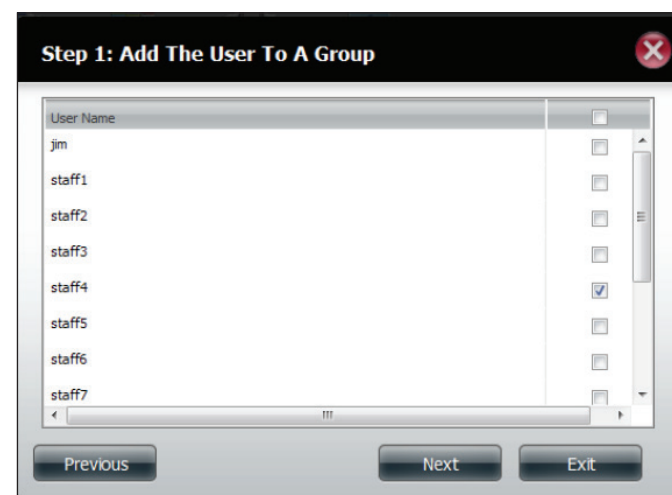 Step 1: Add The User To A Group
User Name
jim
staff1
staff2
staff3
staff4
staff5
staff6
staff7
Previous Next Exit